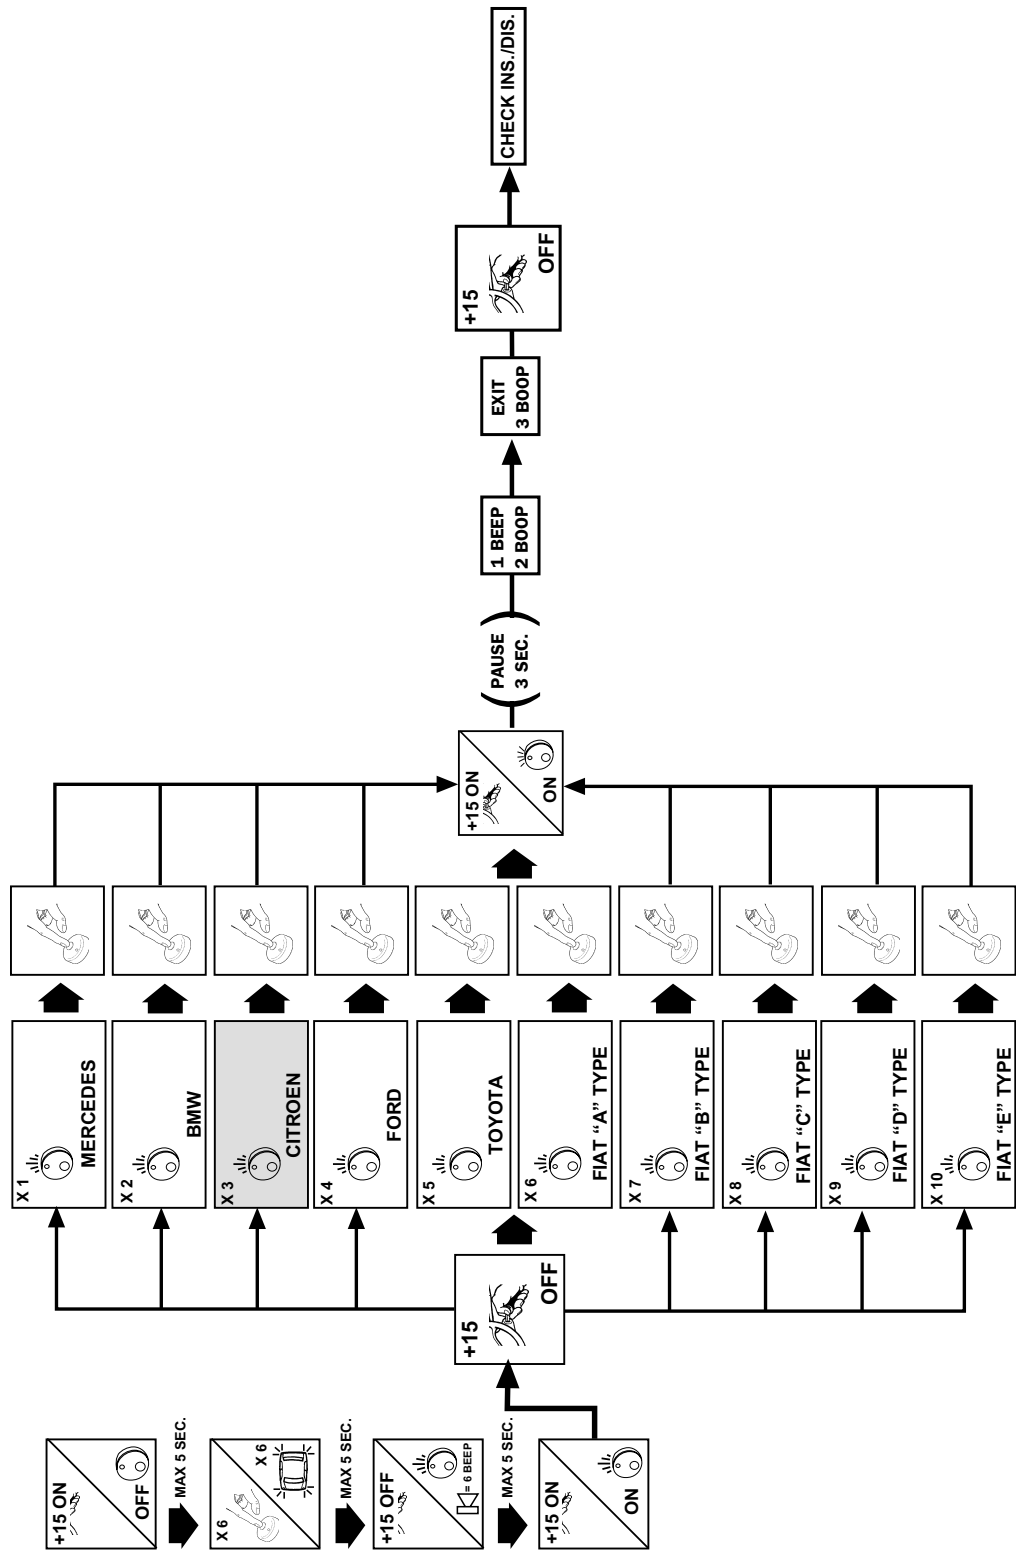 +15 ON
OFF
MAX 5 SEC.
X 6
X 6
MAX 5 SEC.
+15 OFF
= 6 BEEP
MAX 5 SEC.
+15 ON
ON
+15
OFF
X 1
MERCEDES
X 2
BMW
X 3
CITROEN
X 4
FORD
X 5
TOYOTA
X 6
FIAT “A” TYPE
X 7
FIAT “B” TYPE
X 8
FIAT “C” TYPE
X 9
FIAT “D” TYPE
X 10
FIAT “E” TYPE
+15 ON
ON
(PAUSE
3 SEC.)
1 BEEP
2 BOOP
EXIT
3 BOOP
+15
OFF
CHECK INS./DIS.